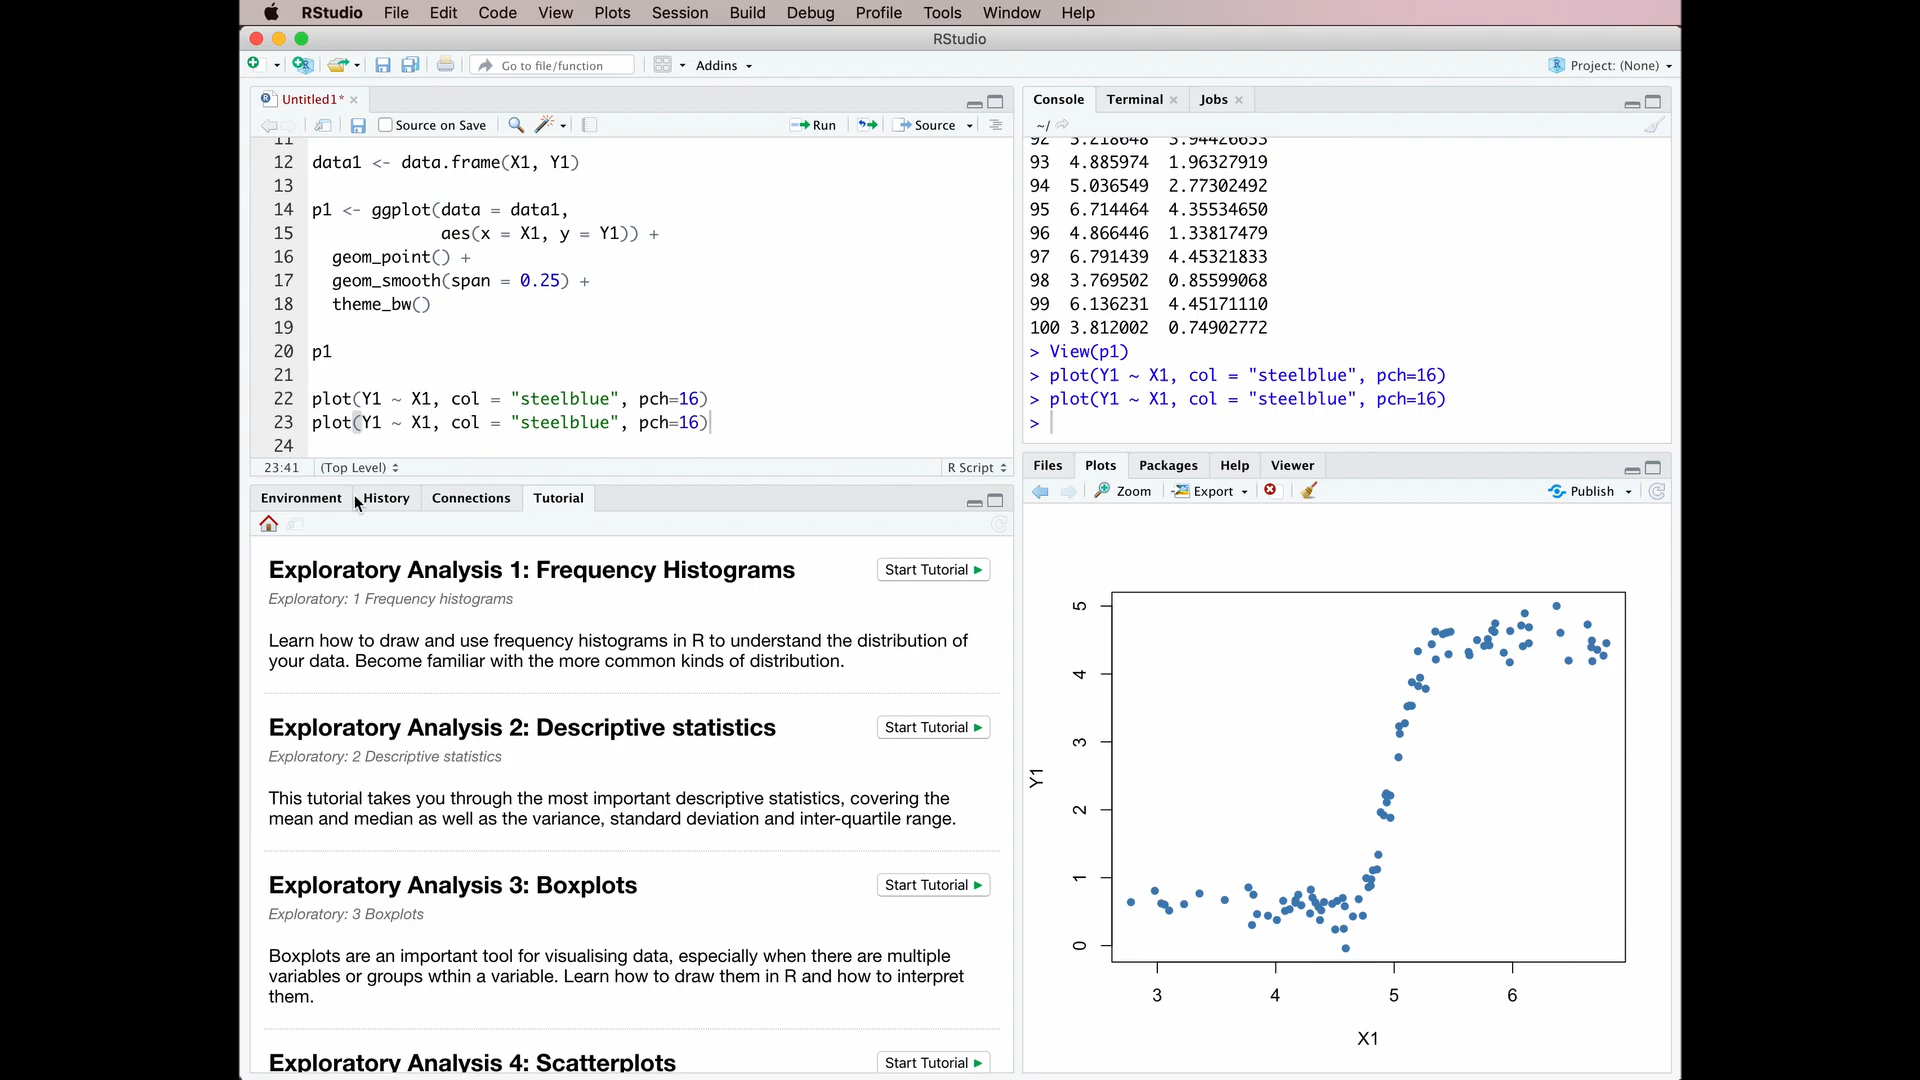 RStudio File Edit Code View Plots Session Build Debug Profile Tools Window Help
RStudio
Go to file/function Addins Project: (None)
Untitled1*
Source on Save Run Source
11
12 data1 <- data.frame(X1, Y1)
13
14 p1 <- ggplot(data = data1,
15 aes(x = X1, y = Y1)) +
16 geom_point() +
17 geom_smooth(span = 0.25) +
18 theme_bw()
19
20 p1
21
22 plot(Y1 ~ X1, col = "steelblue", pch=16)
23 plot(Y1 ~ X1, col = "steelblue", pch=16)
24
23:41 (Top Level) R Script
Environment History Connections Tutorial
Exploratory Analysis 1: Frequency Histograms Start Tutorial
Exploratory: 1 Frequency histograms
Learn how to draw and use frequency histograms in R to understand the distribution of
your data. Become familiar with the more common kinds of distribution.
Exploratory Analysis 2: Descriptive statistics Start Tutorial
Exploratory: 2 Descriptive statistics
This tutorial takes you through the most important descriptive statistics, covering the
mean and median as well as the variance, standard deviation and inter-quartile range.
Exploratory Analysis 3: Boxplots Start Tutorial
Exploratory: 3 Boxplots
Boxplots are an important tool for visualising data, especially when there are multiple
variables or groups wthin a variable. Learn how to draw them in R and how to interpret
them.
Exploratory Analysis 4: Scatterplots Start Tutorial
Console Terminal Jobs
~/
92 5.218648 3.94426653
93 4.885974 1.96327919
94 5.036549 2.77302492
95 6.714464 4.35534650
96 4.866446 1.33817479
97 6.791439 4.45321833
98 3.769502 0.85599068
99 6.136231 4.45171110
100 3.812002 0.74902772
> View(p1)
> plot(Y1 ~ X1, col = "steelblue", pch=16)
> plot(Y1 ~ X1, col = "steelblue", pch=16)
>
Files Plots Packages Help Viewer
Zoom Export Publish
5
4
3
2
1
0
Y1
3 4 5 6
X1